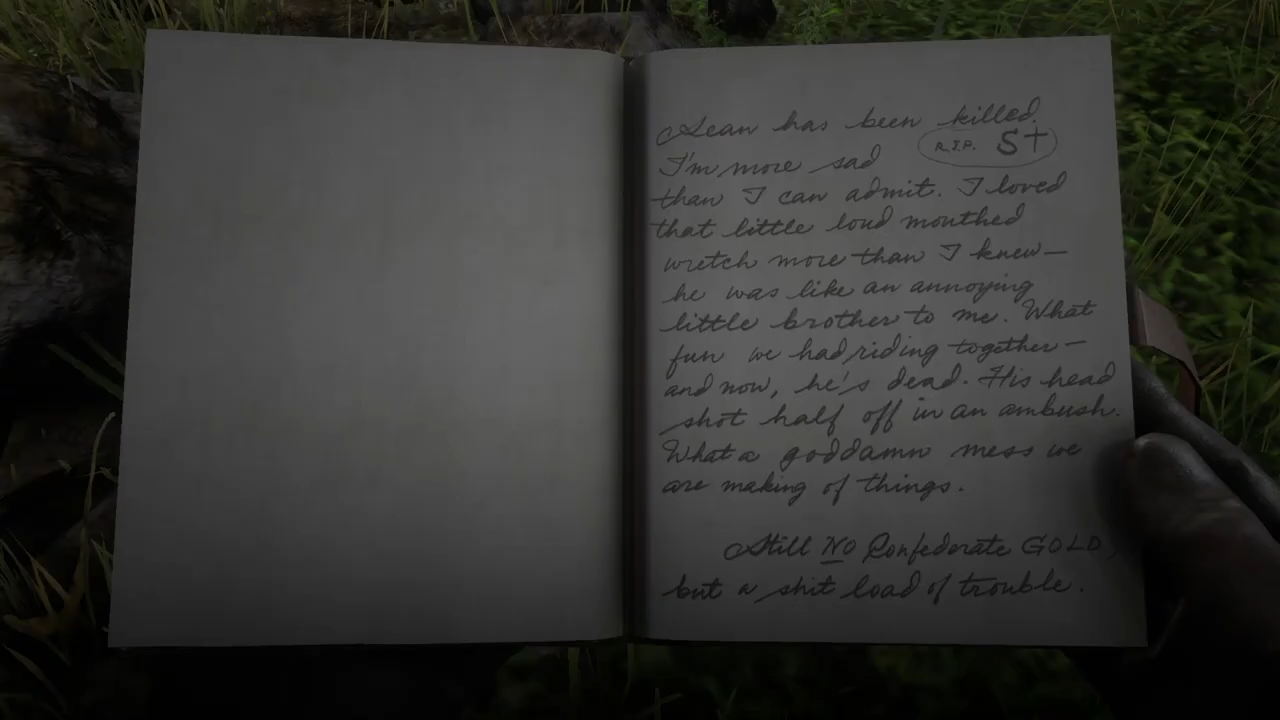 Sean has been killed.
R.I.P. S†
I'm more sad
than I can admit. I loved
that little loud mouthed
wretch more than I knew—
he was like an annoying
little brother to me. What
fun we had riding together—
and now, he's dead. His head
shot half off in an ambush.
What a goddamn mess we
are making of things.
Still NO Confederate GOLD,
but a shit load of trouble.